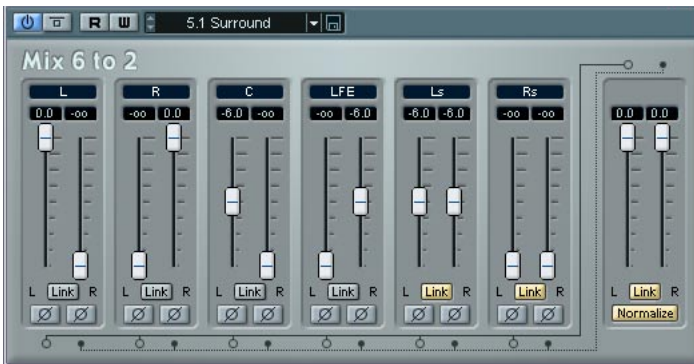 R W 5.1 Surround
Mix 6 to 2
L R C LFE Ls Rs
0.0 -oo -oo 0.0 -6.0 -oo -oo -6.0 -6.0 -6.0 -oo -oo 0.0 0.0
L Link R L Link R L Link R L Link R L Link R L Link R L Link R
Ø Ø Ø Ø Ø Ø Ø Ø Ø Ø Ø Ø Normalize